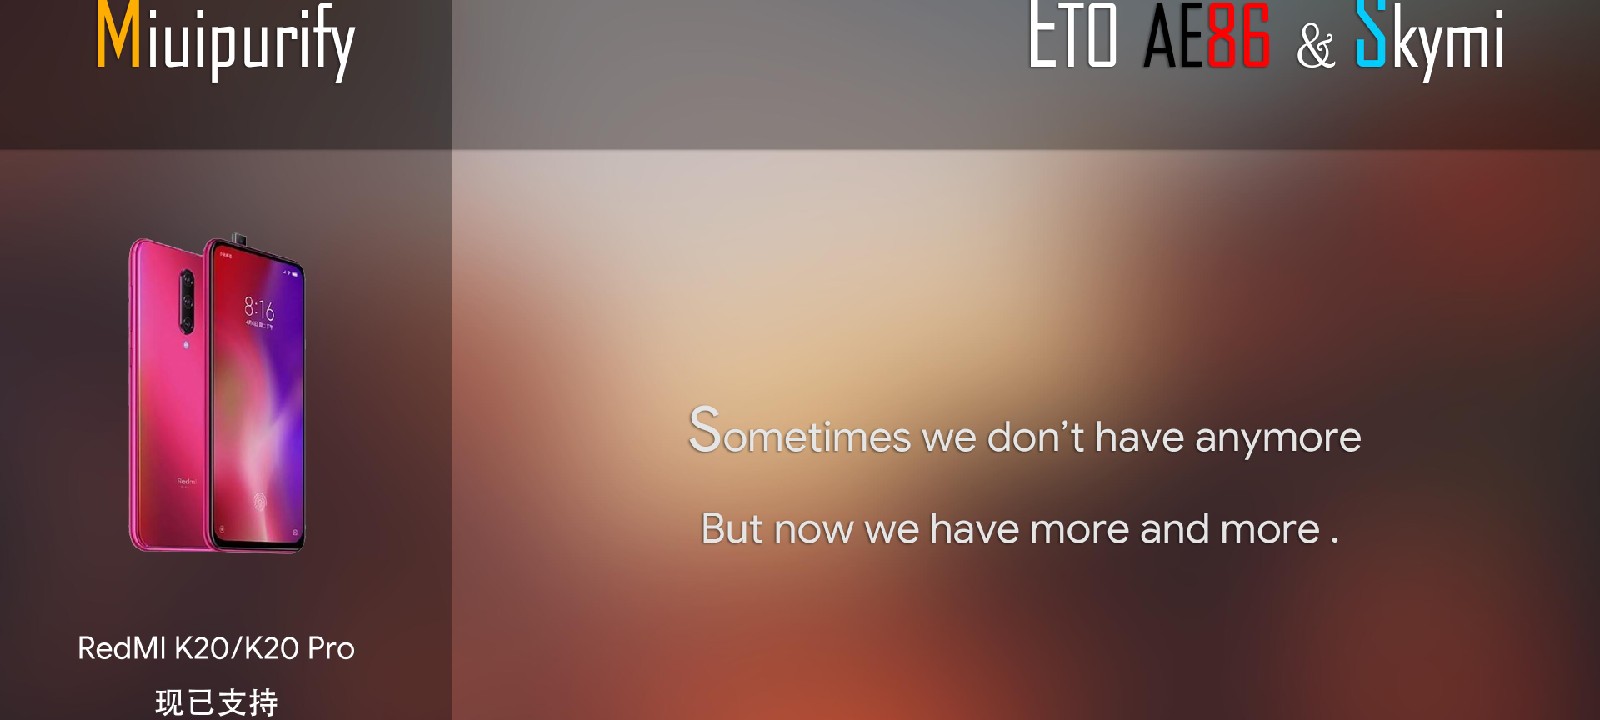 Miuipurify
ETO AE86 & Skymi
8:16
Redmi
Sometimes we don't have anymore
But now we have more and more .
RedMI K20/K20 Pro
现已支持